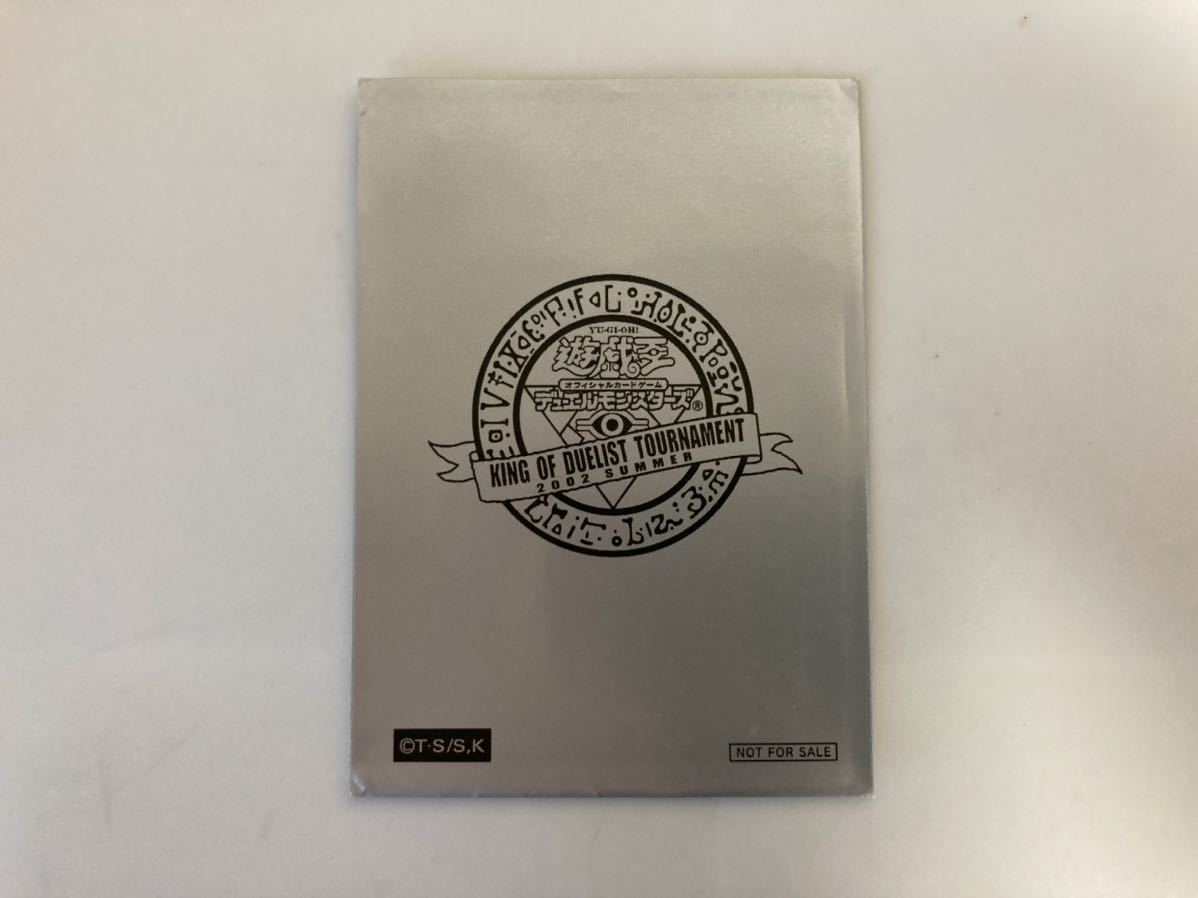 YU-GI-OH!
遊戯王
オフィシャルカードゲーム
デュエルモンスターズ®
KING OF DUELIST TOURNAMENT
2002 SUMMER
©T・S/S,K
NOT FOR SALE